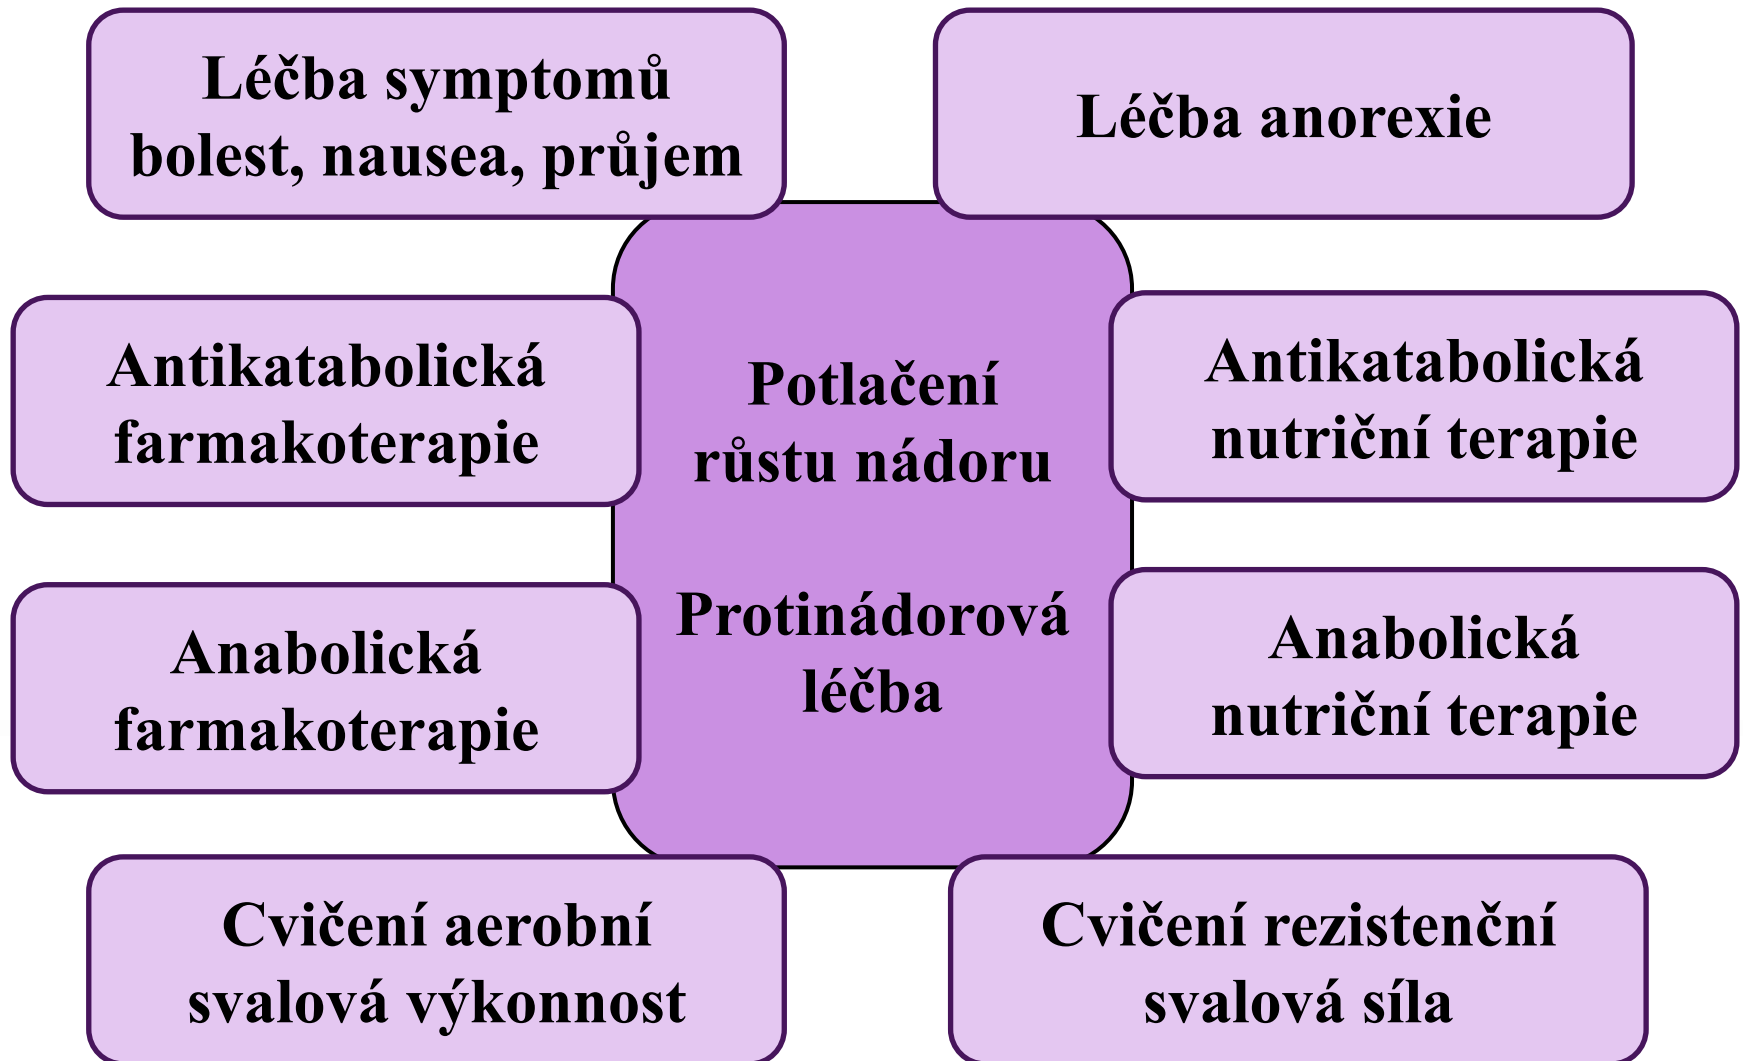 Léčba symptomů
bolest, nausea, průjem
Léčba anorexie
Antikatabolická
farmakoterapie
Potlačení
růstu nádoru
Protinádorová
léčba
Antikatabolická
nutriční terapie
Anabolická
farmakoterapie
Anabolická
nutriční terapie
Cvičení aerobní
svalová výkonnost
Cvičení rezistenční
svalová síla